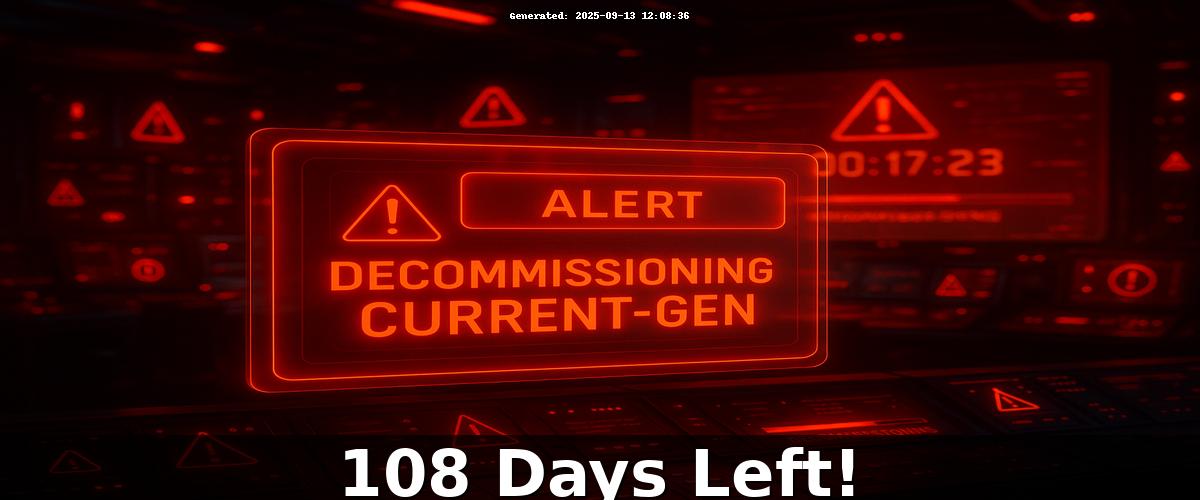 Generated: 2025-09-13 12:08:36
00:17:23
ALERT
DECOMMISSIONING
CURRENT-GEN
108 Days Left!